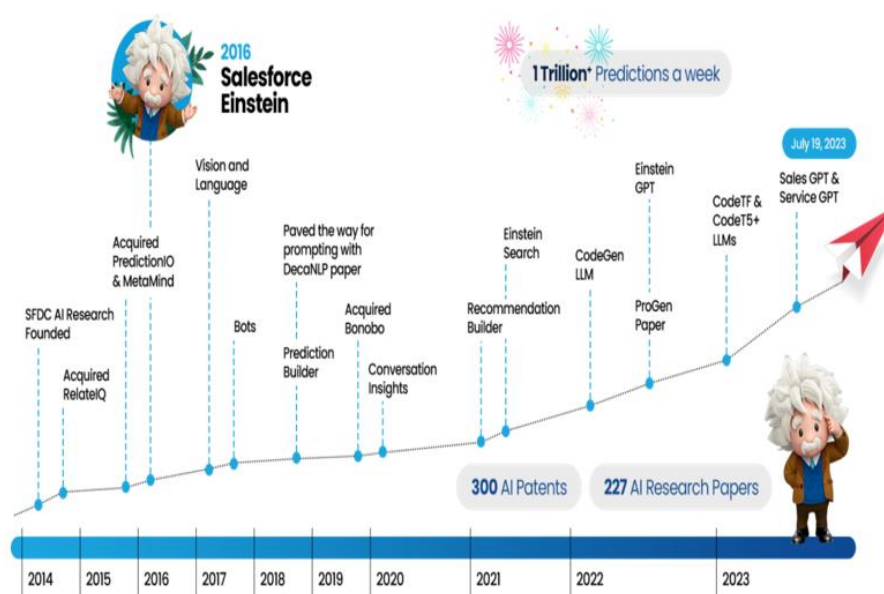 2016
Salesforce
Einstein
1 Trillion+ Predictions a week
July 19, 2023
Vision and
Language
Einstein
GPT
Sales GPT &
Service GPT
CodeTF &
CodeT5+
LLMs
Paved the way for
prompting with
DecaNLP paper
Einstein
Search
Acquired
PredictionIO
& MetaMind
CodeGen
LLM
SFDC AI Research
Founded
Bots
Acquired
Bonobo
Recommendation
Builder
ProGen
Paper
Acquired
RelateIQ
Prediction
Builder
Conversation
Insights
300 AI Patents
227 AI Research Papers
2014
2015
2016
2017
2018
2019
2020
2021
2022
2023